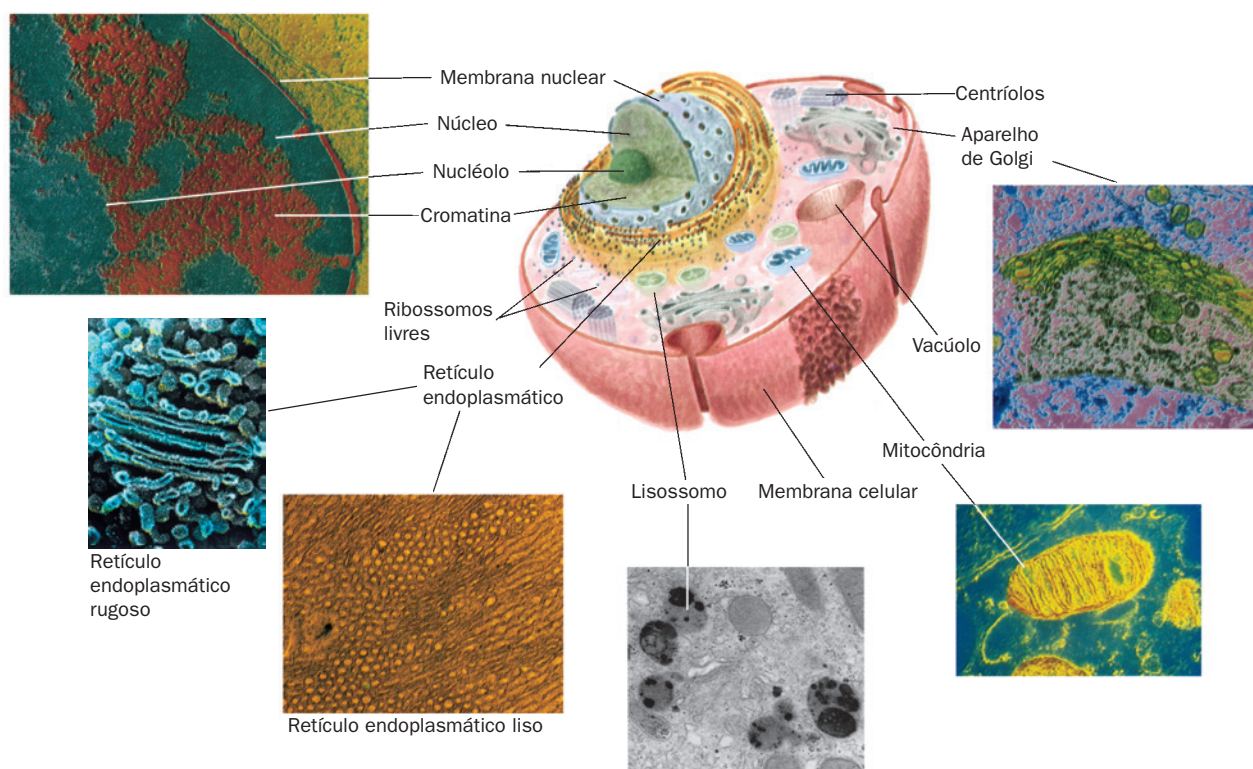 Membrana nuclear
Núcleo
Nucléolo
Cromatina
Centríolos
Aparelho
de Golgi
Ribossomos
livres
Retículo
endoplasmático
Vacúolo
Mitocôndria
Lisossomo
Membrana celular
Retículo
endoplasmático
rugoso
Retículo endoplasmático liso